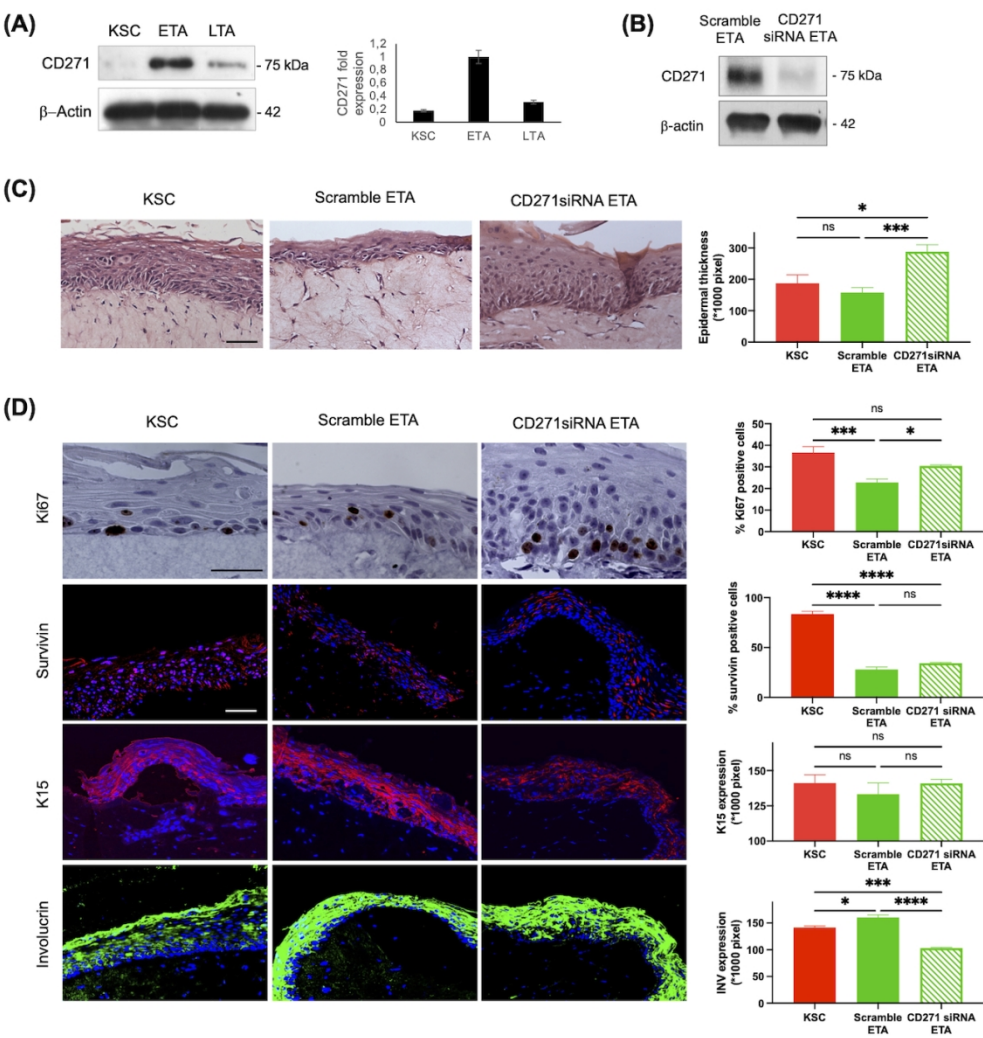 (A)
KSC ETA LTA
CD271
- 75 kDa
β–Actin
- 42
CD271 fold
expression
1,2
1
0,8
0,6
0,4
0,2
0
KSC ETA LTA
(B)
Scramble
ETA
CD271
siRNA ETA
CD271
- 75 kDa
β-actin
- 42
(C)
KSC
Scramble ETA
CD271siRNA ETA
Epidermal thickness
(*1000 pixel)
*
ns
***
300
200
100
0
KSC
Scramble
ETA
CD271siRNA
ETA
(D)
KSC
Scramble ETA
CD271siRNA ETA
Ki67
% Ki67 positive cells
ns
***
*
50
40
30
20
10
0
KSC
Scramble
ETA
CD271siRNA
ETA
Survivin
% survivin positive cells
****
****
ns
100
50
0
KSC
Scramble
ETA
CD271 siRNA
ETA
K15
K15 expression
(*1000 pixel)
ns
ns
ns
150
125
100
KSC
Scramble
ETA
CD271 siRNA
ETA
Involucrin
INV expression
(*1000 pixel)
***
*
****
150
100
50
0
KSC
Scramble
ETA
CD271 siRNA
ETA